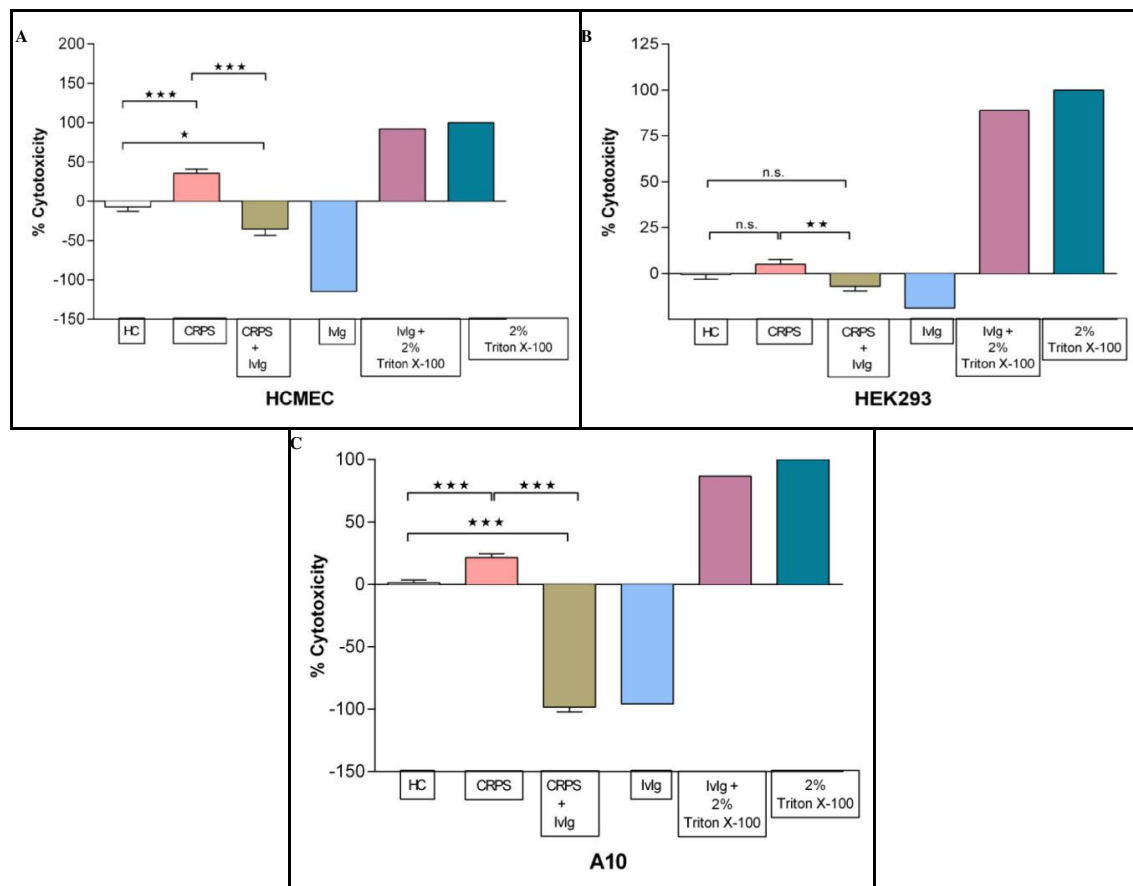 A
200
150
100
50
0
-50
-100
-150
% Cytotoxicity
★★★
★★★
★
HC
CRPS
CRPS
+
IvIg
IvIg
IvIg +
2%
Triton X-100
2%
Triton X-100
HCMEC
B
125
100
75
50
25
0
% Cytotoxicity
n.s.
n.s.
★★
HC
CRPS
CRPS
+
IvIg
IvIg
IvIg +
2%
Triton X-100
2%
Triton X-100
HEK293
C
100
50
0
-50
-100
-150
% Cytotoxicity
★★★
★★★
★★★
HC
CRPS
CRPS
+
IvIg
IvIg
IvIg +
2%
Triton X-100
2%
Triton X-100
A10